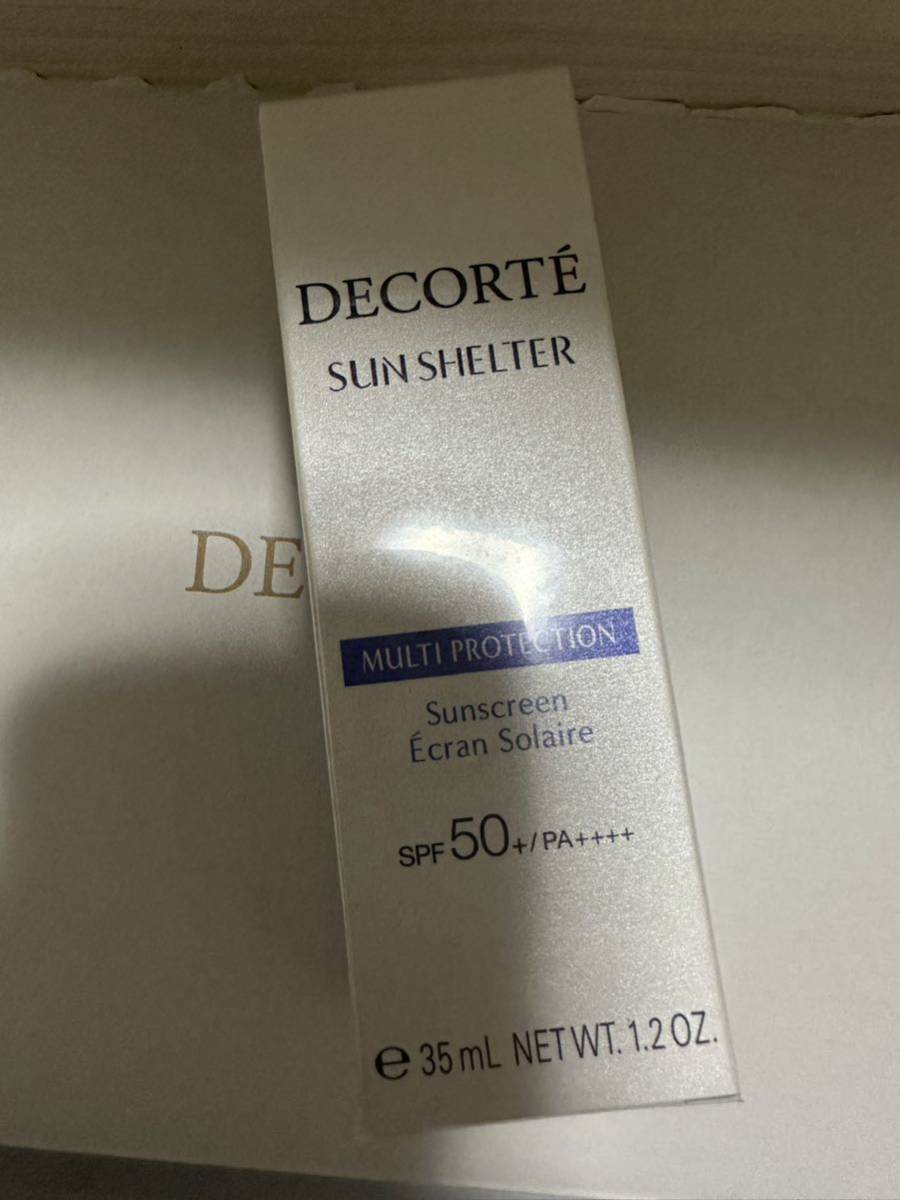 DECORTÉ
SUN SHELTER
DE
MULTI PROTECTION
Sunscreen
Écran Solaire
SPF 50+/PA++++
℮ 35 mL NET WT. 1.2 OZ.